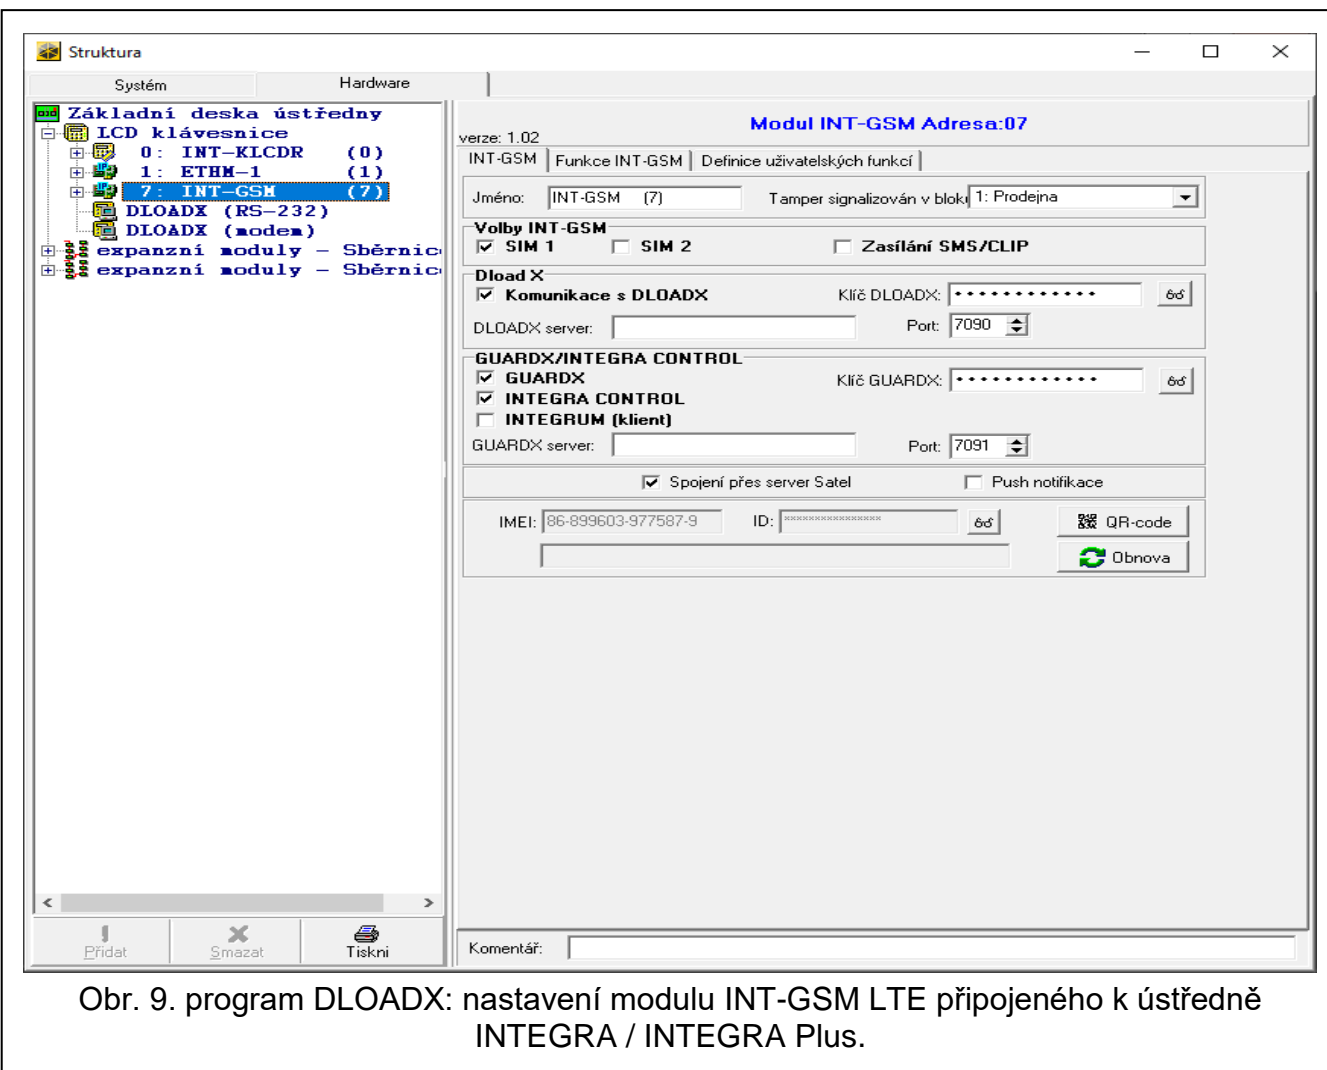 Struktura
Systém
Hardware
Základní deska ústředny
LCD klávesnice
0: INT-KLCDR (0)
1: ETHM-1 (1)
7: INT-GSM (7)
DLOADX (RS-232)
DLOADX (modem)
expanzní moduly - Sběrnic
expanzní moduly - Sběrnic
Přidat
Smazat
Tiskni
Modul INT-GSM Adresa:07
verze: 1.02
INT-GSM
Funkce INT-GSM
Definice uživatelských funkcí
Jméno: INT-GSM (7)
Tamper signalizován v bloku 1: Prodejna
Volby INT-GSM
SIM 1
SIM 2
Zasílání SMS/CLIP
Dload X
Komunikace s DLOADX
Klíč DLOADX: ••••••••••••
DLOADX server:
Port: 7090
GUARDX/INTEGRA CONTROL
GUARDX
Klíč GUARDX: ••••••••••••
INTEGRA CONTROL
INTEGRUM (klient)
GUARDX server:
Port: 7091
Spojení přes server Satel
Push notifikace
IMEI: 86-899603-977587-9
ID: ****************
QR-code
Obnova
Komentář:
Obr. 9. program DLOADX: nastavení modulu INT-GSM LTE připojeného k ústředně
INTEGRA / INTEGRA Plus.